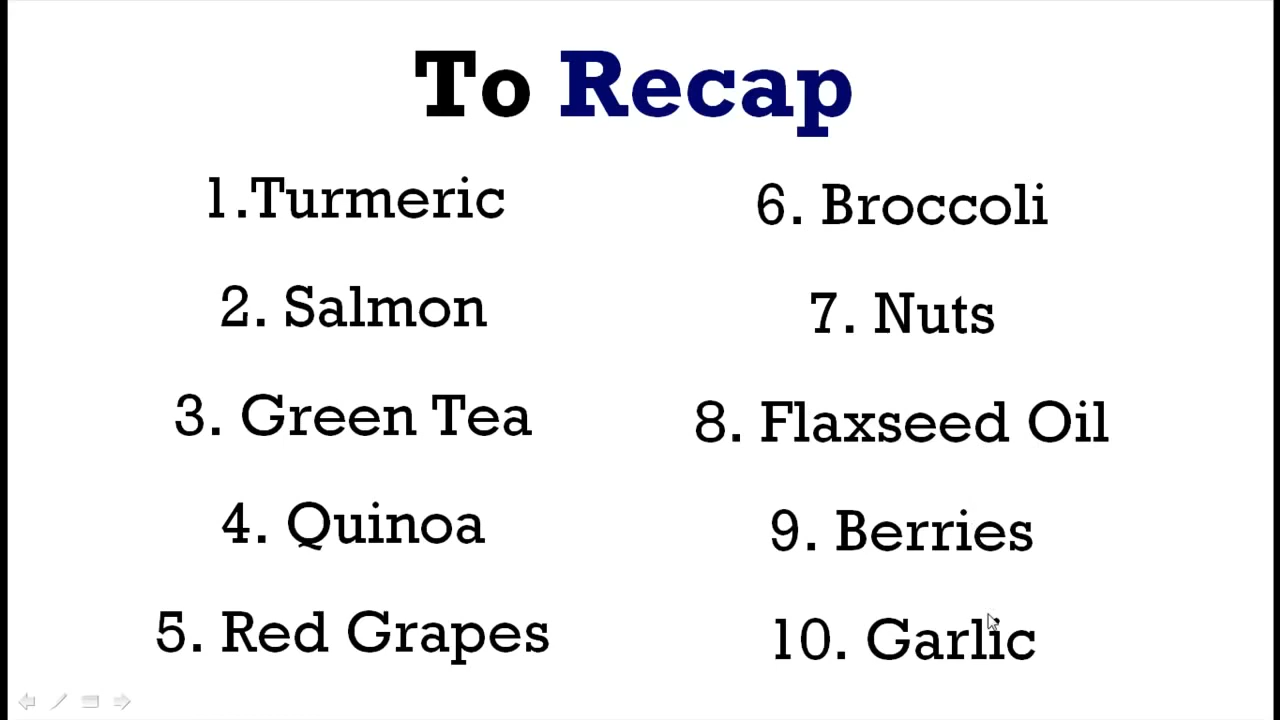 To Recap
1.Turmeric
2. Salmon
3. Green Tea
4. Quinoa
5. Red Grapes
6. Broccoli
7. Nuts
8. Flaxseed Oil
9. Berries
10. Garlic